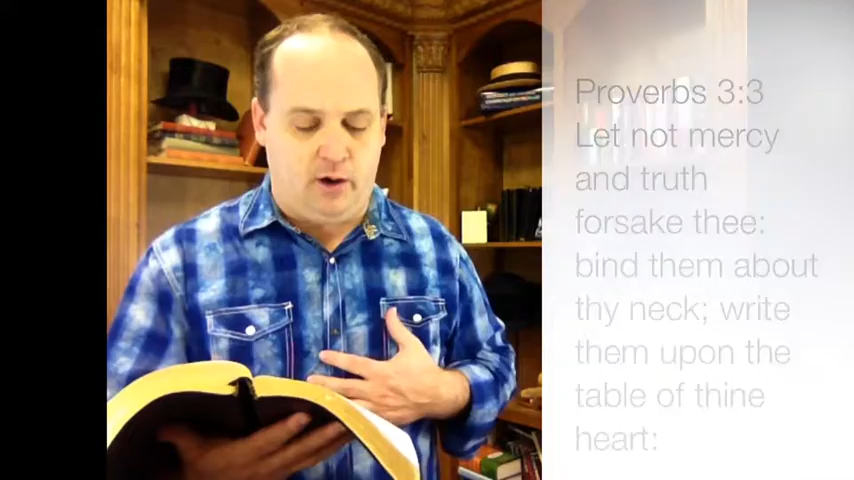 Proverbs 3:3
Let not mercy
and truth
forsake thee:
bind them about
thy neck; write
them upon the
table of thine
heart: